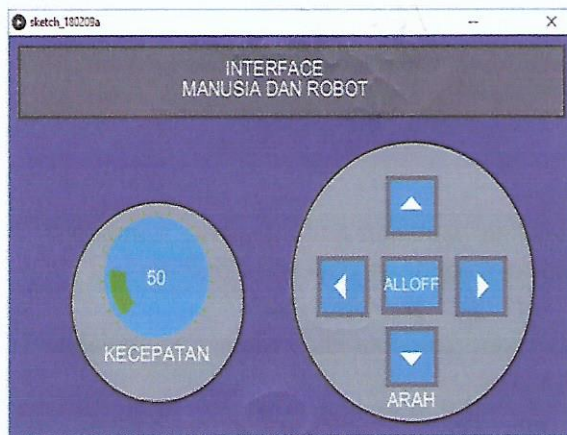 sketch_180209a
INTERFACE
MANUSIA DAN ROBOT
50
KECEPATAN
ALLOFF
ARAH